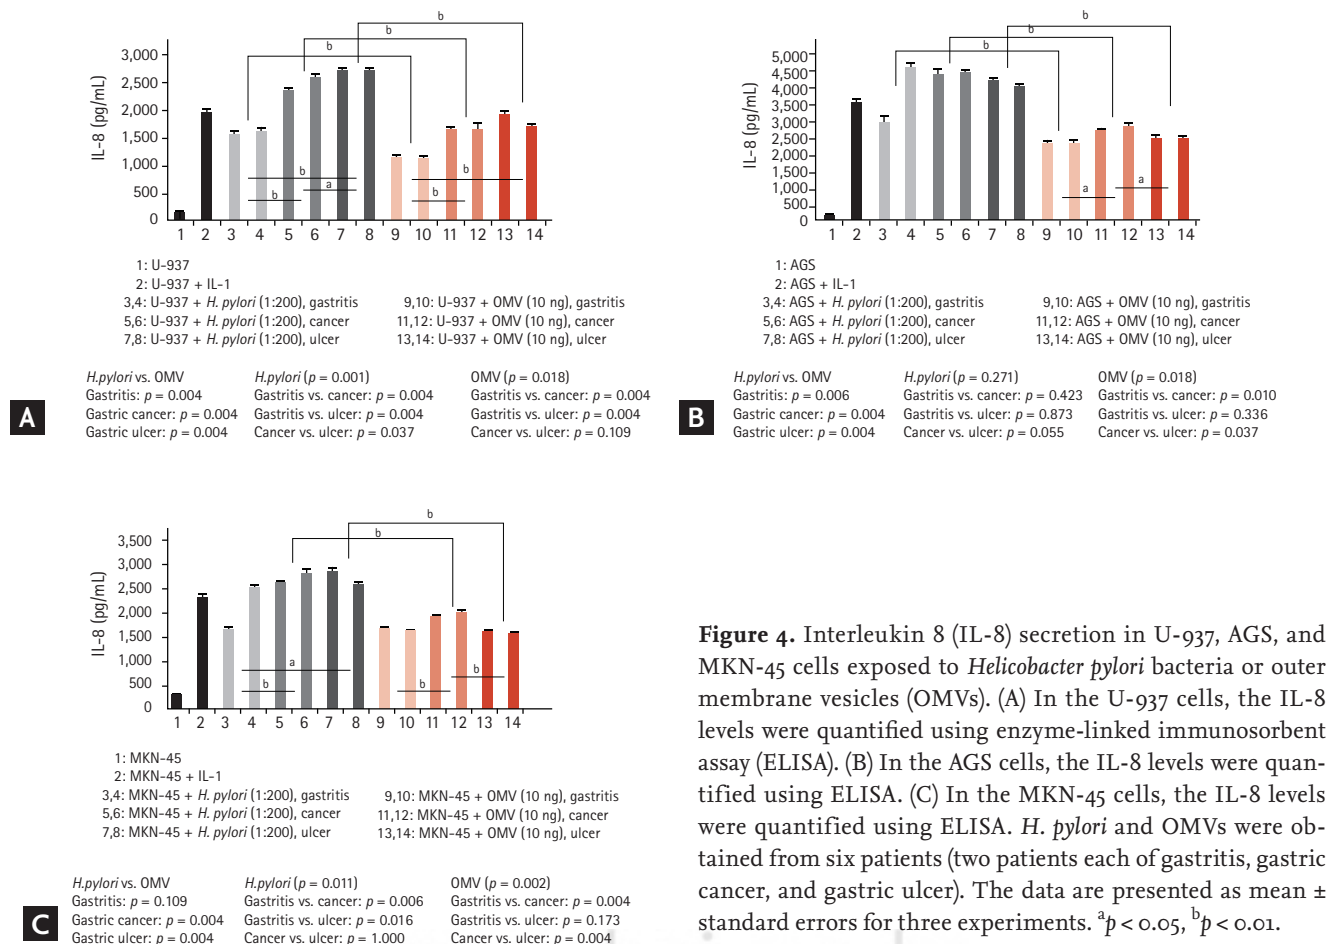 b
b
b
3,000
2,500
2,000
1,500
1,000
500
0
IL-8 (pg/mL)
b
a
b
b
b
1 2 3 4 5 6 7 8 9 10 11 12 13 14
1: U-937
2: U-937 + IL-1
3,4: U-937 + H. pylori (1:200), gastritis 9,10: U-937 + OMV (10 ng), gastritis
5,6: U-937 + H. pylori (1:200), cancer 11,12: U-937 + OMV (10 ng), cancer
7,8: U-937 + H. pylori (1:200), ulcer 13,14: U-937 + OMV (10 ng), ulcer
H.pylori vs. OMV H.pylori (p = 0.001) OMV (p = 0.018)
Gastritis: p = 0.004 Gastritis vs. cancer: p = 0.004 Gastritis vs. cancer: p = 0.004
Gastric cancer: p = 0.004 Gastritis vs. ulcer: p = 0.004 Gastritis vs. ulcer: p = 0.004
Gastric ulcer: p = 0.004 Cancer vs. ulcer: p = 0.037 Cancer vs. ulcer: p = 0.109
A
b
b
b
5,000
4,500
4,000
3,500
3,000
2,500
2,000
1,500
1,000
500
0
IL-8 (pg/mL)
a
a
1 2 3 4 5 6 7 8 9 10 11 12 13 14
1: AGS
2: AGS + IL-1
3,4: AGS + H. pylori (1:200), gastritis 9,10: AGS + OMV (10 ng), gastritis
5,6: AGS + H. pylori (1:200), cancer 11,12: AGS + OMV (10 ng), cancer
7,8: AGS + H. pylori (1:200), ulcer 13,14: AGS + OMV (10 ng), ulcer
H.pylori vs. OMV H.pylori (p = 0.271) OMV (p = 0.018)
Gastritis: p = 0.006 Gastritis vs. cancer: p = 0.423 Gastritis vs. cancer: p = 0.010
Gastric cancer: p = 0.004 Gastritis vs. ulcer: p = 0.873 Gastritis vs. ulcer: p = 0.336
Gastric ulcer: p = 0.004 Cancer vs. ulcer: p = 0.055 Cancer vs. ulcer: p = 0.037
B
b
b
3,500
3,000
2,500
2,000
1,500
1,000
500
0
IL-8 (pg/mL)
a
b
b
b
1 2 3 4 5 6 7 8 9 10 11 12 13 14
1: MKN-45
2: MKN-45 + IL-1
3,4: MKN-45 + H. pylori (1:200), gastritis 9,10: MKN-45 + OMV (10 ng), gastritis
5,6: MKN-45 + H. pylori (1:200), cancer 11,12: MKN-45 + OMV (10 ng), cancer
7,8: MKN-45 + H. pylori (1:200), ulcer 13,14: MKN-45 + OMV (10 ng), ulcer
H.pylori vs. OMV H.pylori (p = 0.011) OMV (p = 0.002)
Gastritis: p = 0.109 Gastritis vs. cancer: p = 0.006 Gastritis vs. cancer: p = 0.004
Gastric cancer: p = 0.004 Gastritis vs. ulcer: p = 0.016 Gastritis vs. ulcer: p = 0.173
Gastric ulcer: p = 0.004 Cancer vs. ulcer: p = 1.000 Cancer vs. ulcer: p = 0.004
C
Figure 4. Interleukin 8 (IL-8) secretion in U-937, AGS, and
MKN-45 cells exposed to Helicobacter pylori bacteria or outer
membrane vesicles (OMVs). (A) In the U-937 cells, the IL-8
levels were quantified using enzyme-linked immunosorbent
assay (ELISA). (B) In the AGS cells, the IL-8 levels were quan-
tified using ELISA. (C) In the MKN-45 cells, the IL-8 levels
were quantified using ELISA. H. pylori and OMVs were ob-
tained from six patients (two patients each of gastritis, gastric
cancer, and gastric ulcer). The data are presented as mean ±
standard errors for three experiments. ᵃp < 0.05, ᵇp < 0.01.